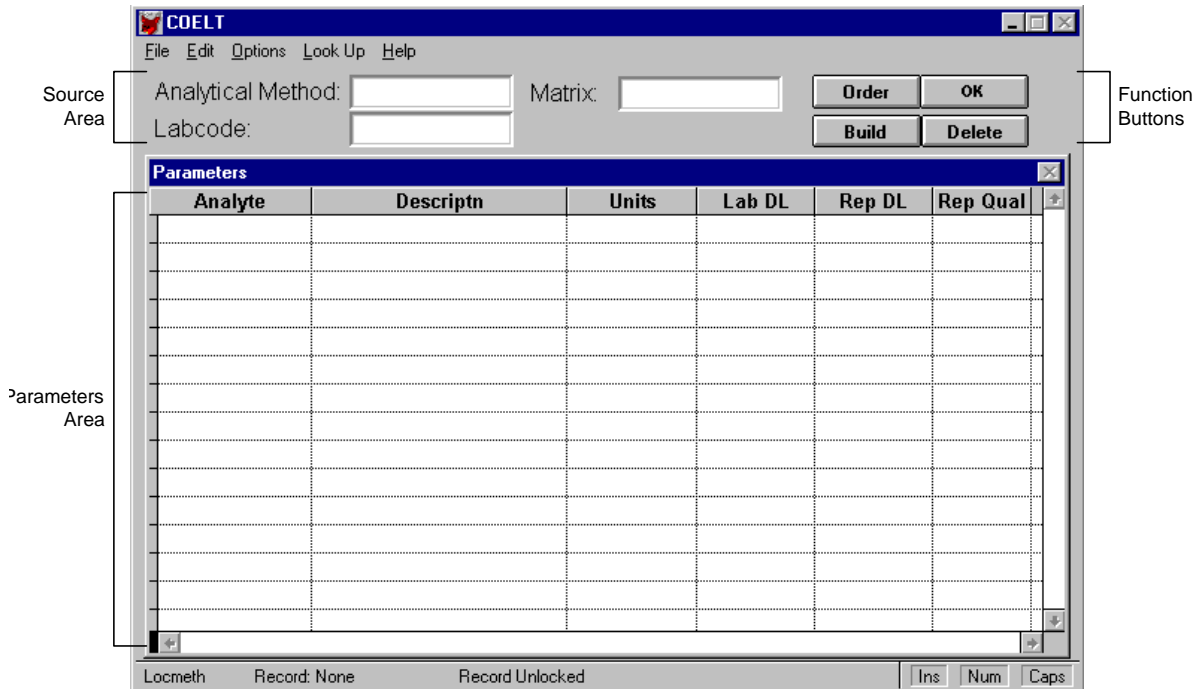 COELT
File Edit Options Look Up Help
Source
Area
Analytical Method:
Matrix:
Labcode:
Order
OK
Build
Delete
Function
Buttons
Parameters
Analyte Descriptn Units Lab DL Rep DL Rep Qual
Parameters
Area
Locmeth Record: None Record Unlocked Ins Num Caps